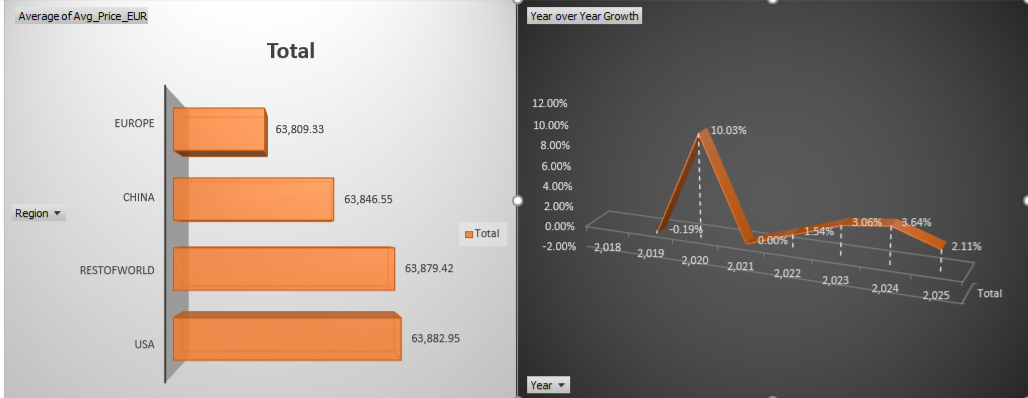 Average of Avg_Price_EUR
Total
EUROPE
63,809.33
CHINA
63,846.55
Region
Total
RESTOFWORLD
63,879.42
USA
63,882.95
Year over Year Growth
12.00%
10.00%
8.00%
6.00%
4.00%
2.00%
0.00%
-2.00%
10.03%
-0.19%
0.00%
1.54%
3.06%
3.64%
2.11%
2,018
2,019
2,020
2,021
2,022
2,023
2,024
2,025
Total
Year